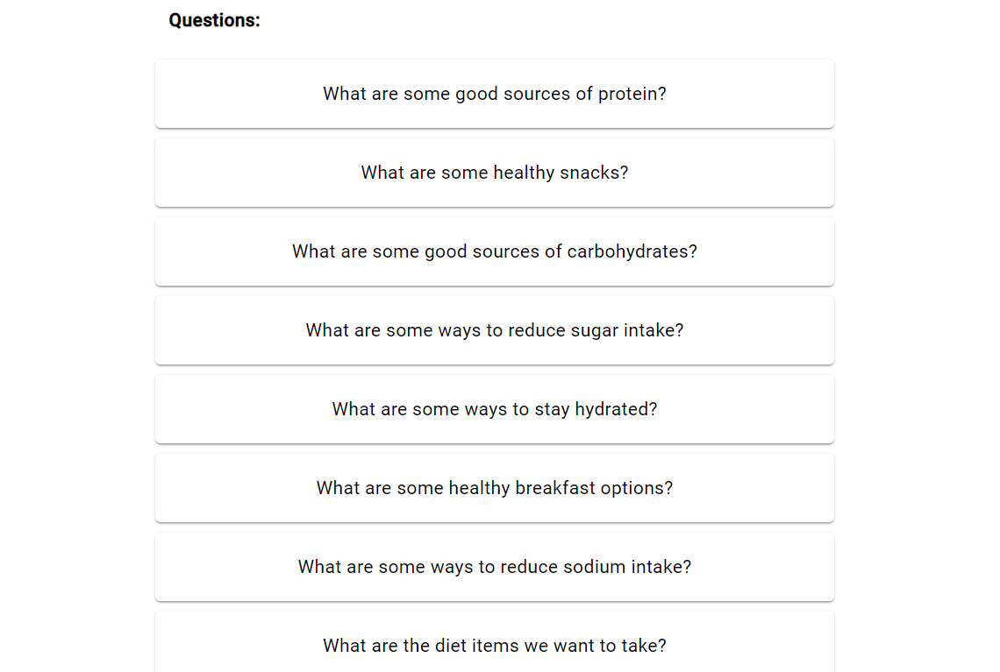 Questions:
What are some good sources of protein?
What are some healthy snacks?
What are some good sources of carbohydrates?
What are some ways to reduce sugar intake?
What are some ways to stay hydrated?
What are some healthy breakfast options?
What are some ways to reduce sodium intake?
What are the diet items we want to take?